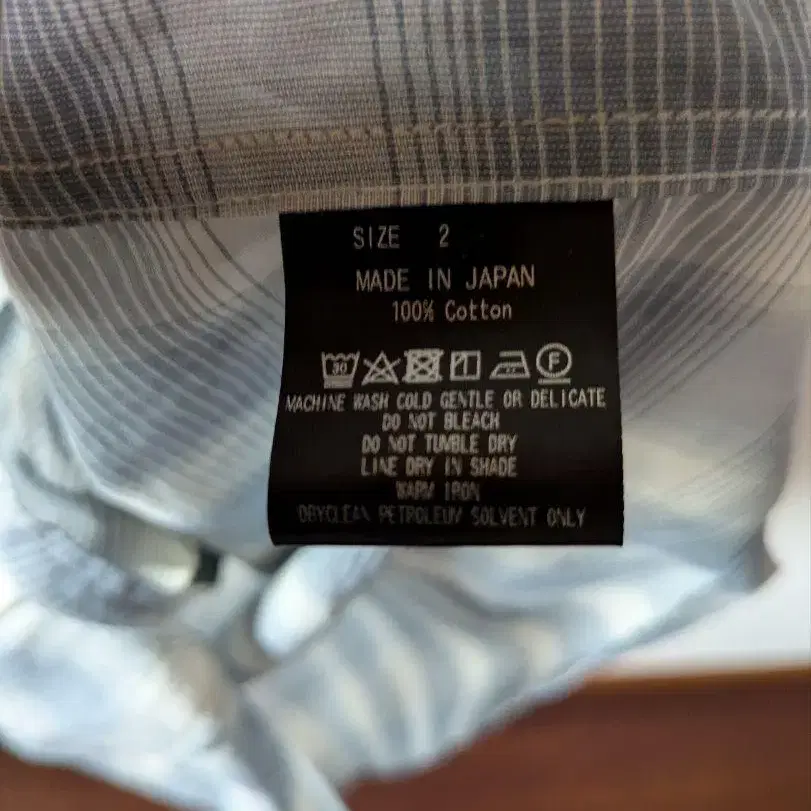 SIZE 2
MADE IN JAPAN
100% Cotton
30 F
MACHINE WASH COLD GENTLE OR DELICATE
DO NOT BLEACH
DO NOT TUMBLE DRY
LINE DRY IN SHADE
WARM IRON
DRYCLEAN PETROLEUM SOLVENT ONLY